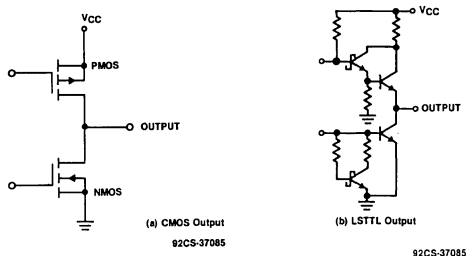 VCC
PMOS
OUTPUT
NMOS
(a) CMOS Output
92CS-37085
VCC
OUTPUT
(b) LSTTL Output
92CS-37085